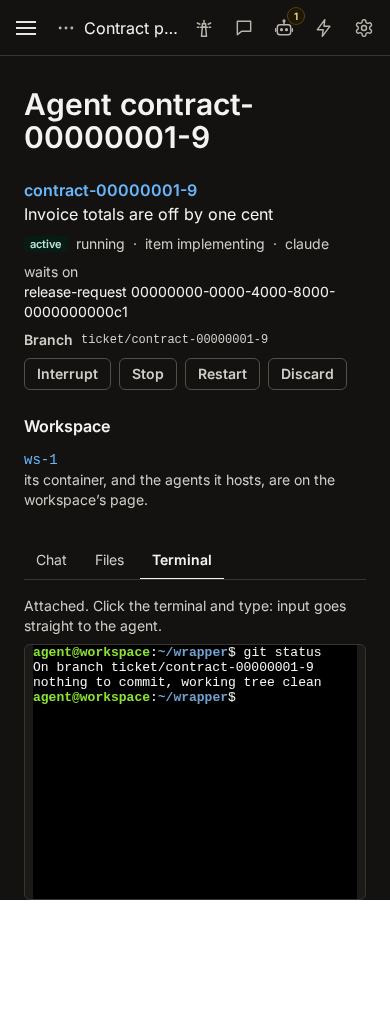 Contract p...
1
Agent contract-
00000001-9
contract-00000001-9
Invoice totals are off by one cent
active running · item implementing · claude
waits on
release-request 00000000-0000-4000-8000-
0000000000c1
Branch ticket/contract-00000001-9
Interrupt Stop Restart Discard
Workspace
ws-1
its container, and the agents it hosts, are on the
workspace’s page.
Chat Files Terminal
Attached. Click the terminal and type: input goes
straight to the agent.
agent@workspace:~/wrapper$ git status
On branch ticket/contract-00000001-9
nothing to commit, working tree clean
agent@workspace:~/wrapper$